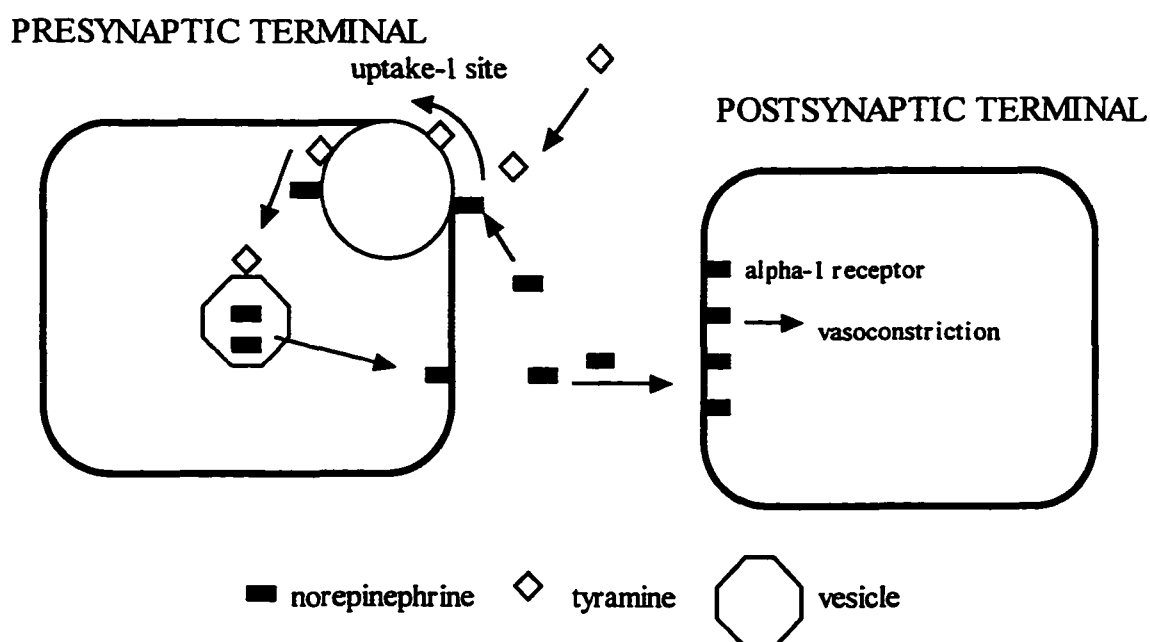 PRESYNAPTIC TERMINAL
uptake-1 site
POSTSYNAPTIC TERMINAL
alpha-1 receptor
vasoconstriction
norepinephrine
tyramine
vesicle